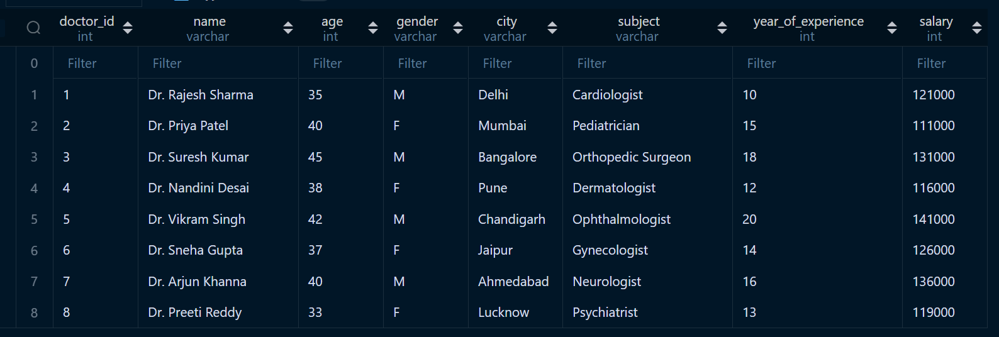 doctor_id name age gender city subject year_of_experience salary
int varchar int varchar varchar varchar int int
0 Filter Filter Filter Filter Filter Filter Filter Filter
1 1 Dr. Rajesh Sharma 35 M Delhi Cardiologist 10 121000
2 2 Dr. Priya Patel 40 F Mumbai Pediatrician 15 111000
3 3 Dr. Suresh Kumar 45 M Bangalore Orthopedic Surgeon 18 131000
4 4 Dr. Nandini Desai 38 F Pune Dermatologist 12 116000
5 5 Dr. Vikram Singh 42 M Chandigarh Ophthalmologist 20 141000
6 6 Dr. Sneha Gupta 37 F Jaipur Gynecologist 14 126000
7 7 Dr. Arjun Khanna 40 M Ahmedabad Neurologist 16 136000
8 8 Dr. Preeti Reddy 33 F Lucknow Psychiatrist 13 119000